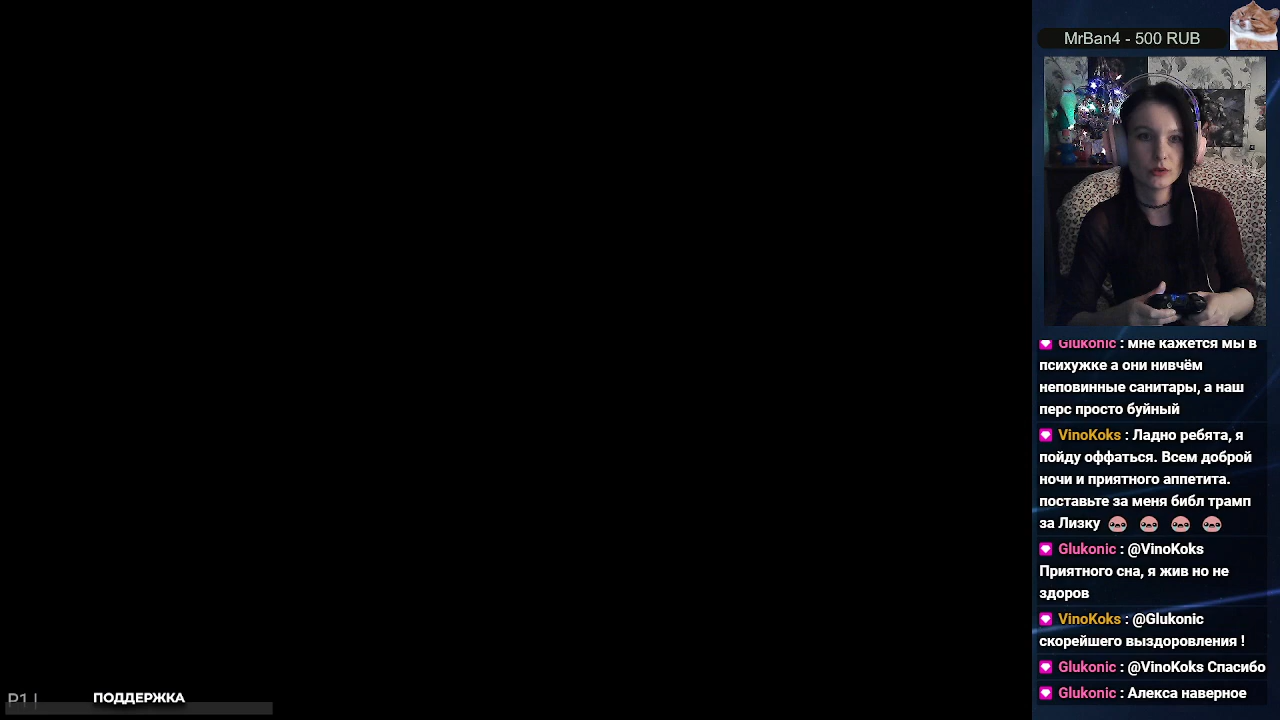 MrBan4 - 500 RUB
Glukonic : мне кажется мы в
психужке а они нивчём
неповинные санитары, а наш
перс просто буйный
VinoKoks : Ладно ребята, я
пойду оффаться. Всем доброй
ночи и приятного аппетита.
поставьте за меня библ трамп
за Лизку
Glukonic : @VinoKoks
Приятного сна, я жив но не
здоров
VinoKoks : @Glukonic
скорейшего выздоровления !
Glukonic : @VinoKoks Спасибо
Glukonic : Алекса наверное
ПОДДЕРЖКА